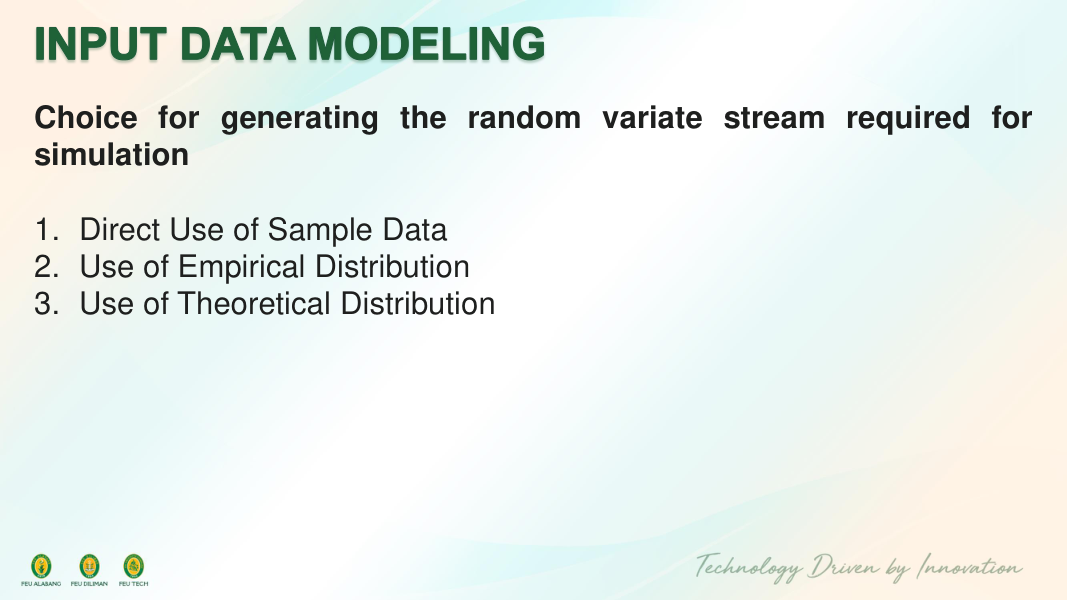 INPUT DATA MODELING
Choice for generating the random variate stream required for
simulation
1. Direct Use of Sample Data
2. Use of Empirical Distribution
3. Use of Theoretical Distribution
FEU ALABANG FEU DILIMAN FEU TECH
Technology Driven by Innovation